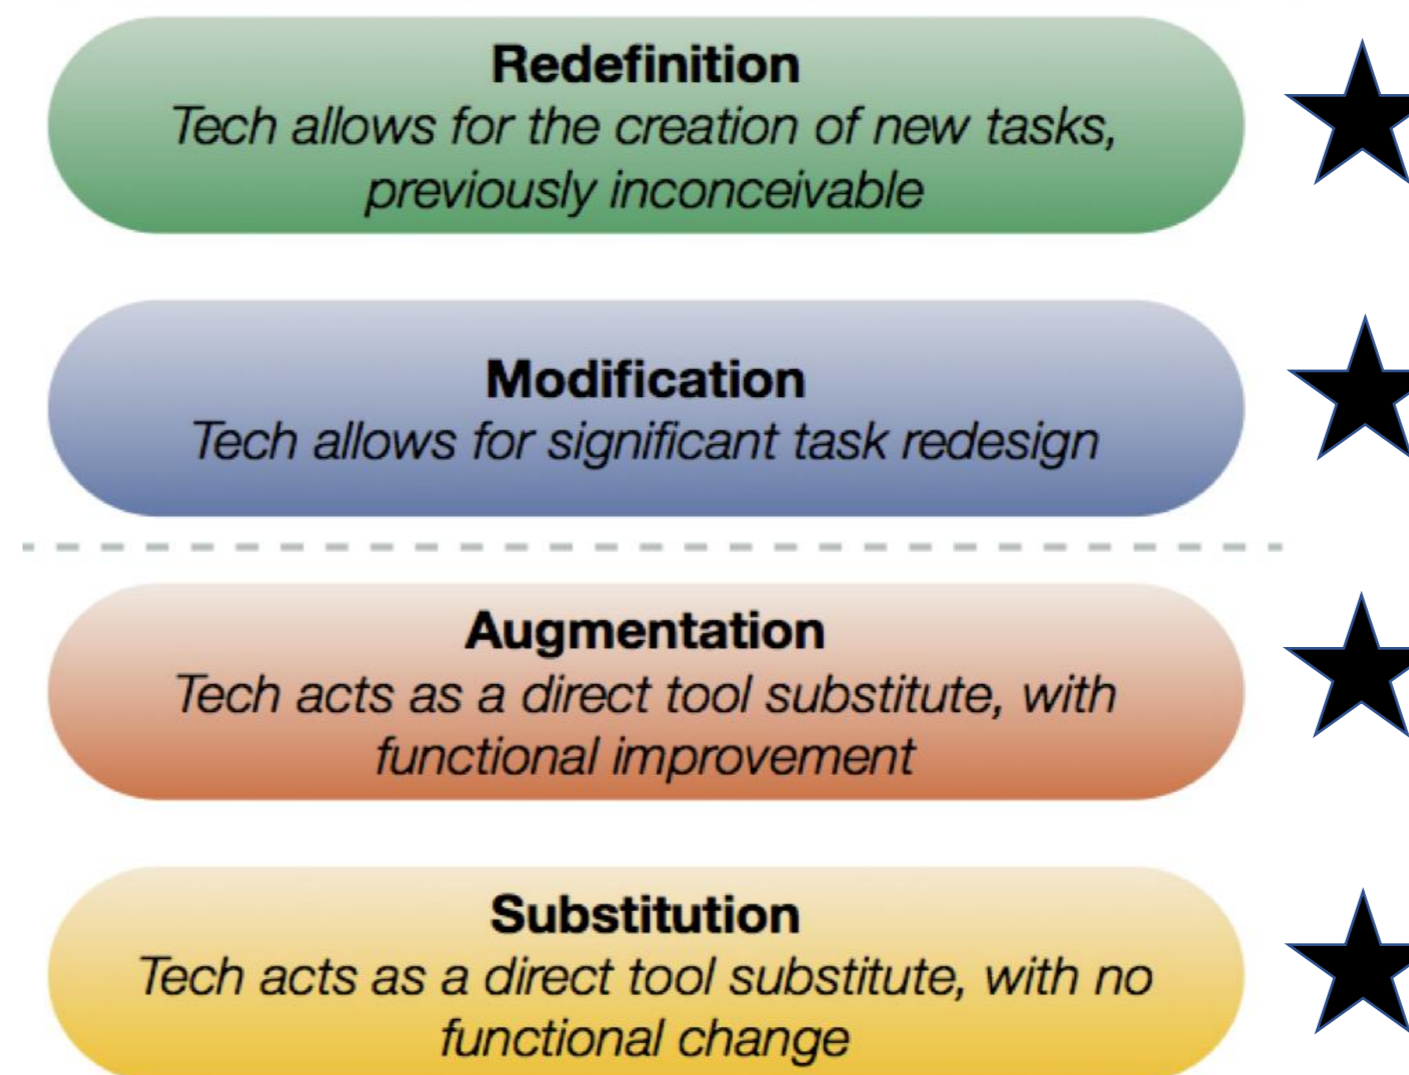 Redefinition
Tech allows for the creation of new tasks,
previously inconceivable
Modification
Tech allows for significant task redesign
Augmentation
Tech acts as a direct tool substitute, with
functional improvement
Substitution
Tech acts as a direct tool substitute, with no
functional change